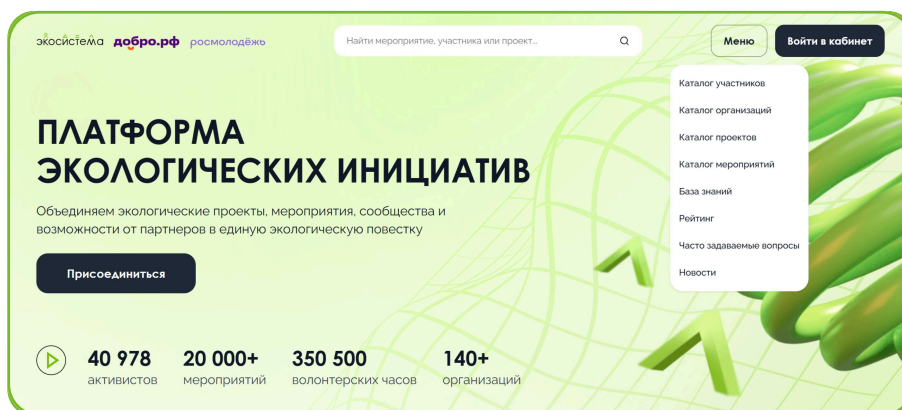 экосистема добро.рф росмолодёжь
Найти мероприятие, участника или проект...
Меню
Войти в кабинет
Каталог участников
Каталог организаций
Каталог проектов
Каталог мероприятий
База знаний
Рейтинг
Часто задаваемые вопросы
Новости
ПЛАТФОРМА
ЭКОЛОГИЧЕСКИХ ИНИЦИАТИВ
Объединяем экологические проекты, мероприятия, сообщества и
возможности от партнеров в единую экологическую повестку
Присоединиться
40 978
активистов
20 000+
мероприятий
350 500
волонтерских часов
140+
организаций